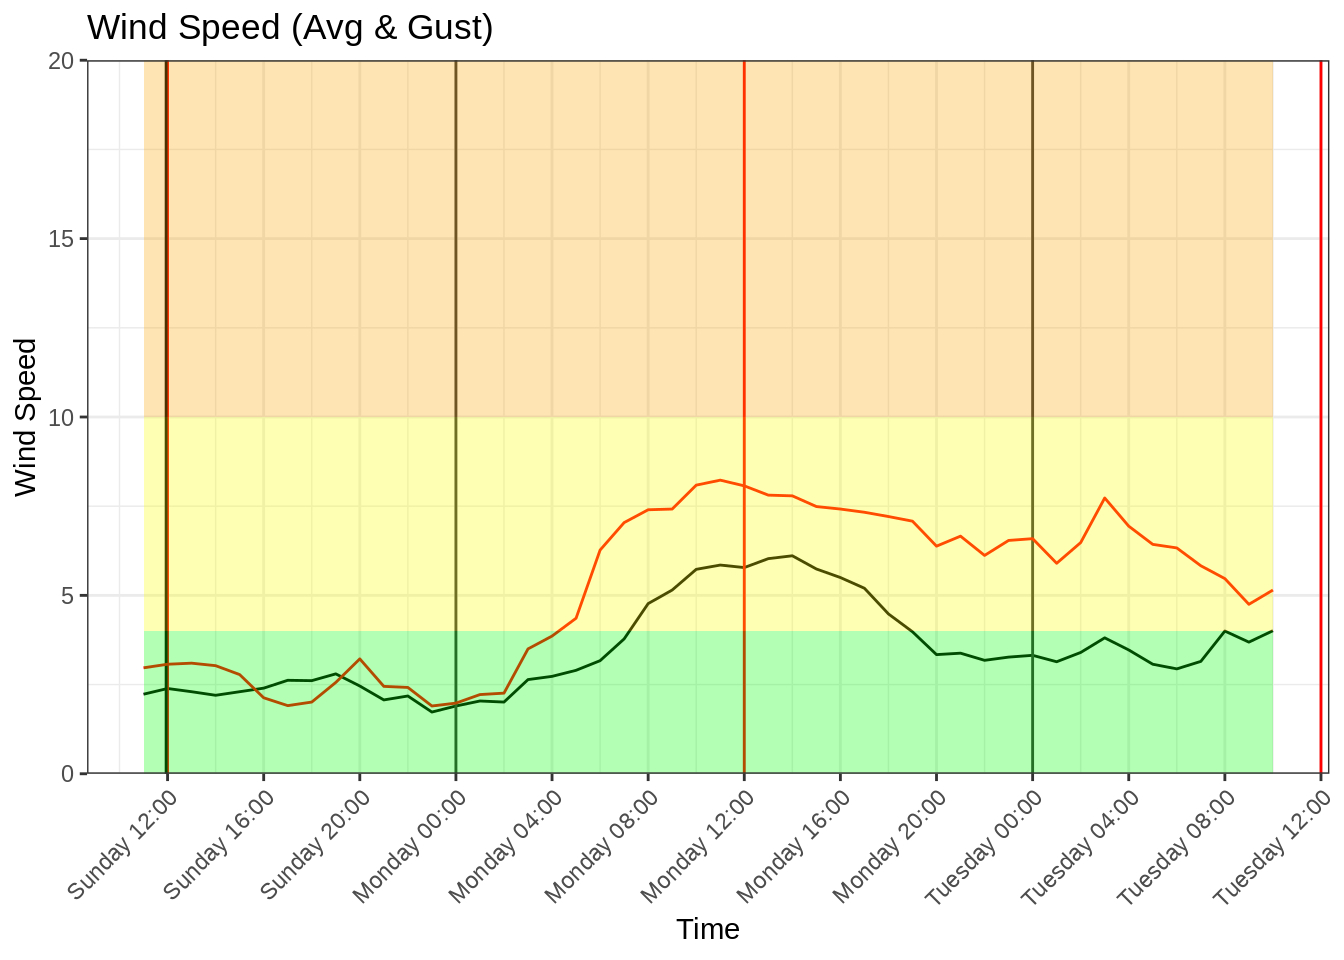 Wind Speed (Avg & Gust)
20
15
10
5
0
Wind Speed
Sunday 12:00
Sunday 16:00
Sunday 20:00
Monday 00:00
Monday 04:00
Monday 08:00
Monday 12:00
Monday 16:00
Monday 20:00
Tuesday 00:00
Tuesday 04:00
Tuesday 08:00
Tuesday 12:00
Time